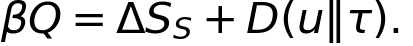 βQ = ΔS_S + D(u‖τ).